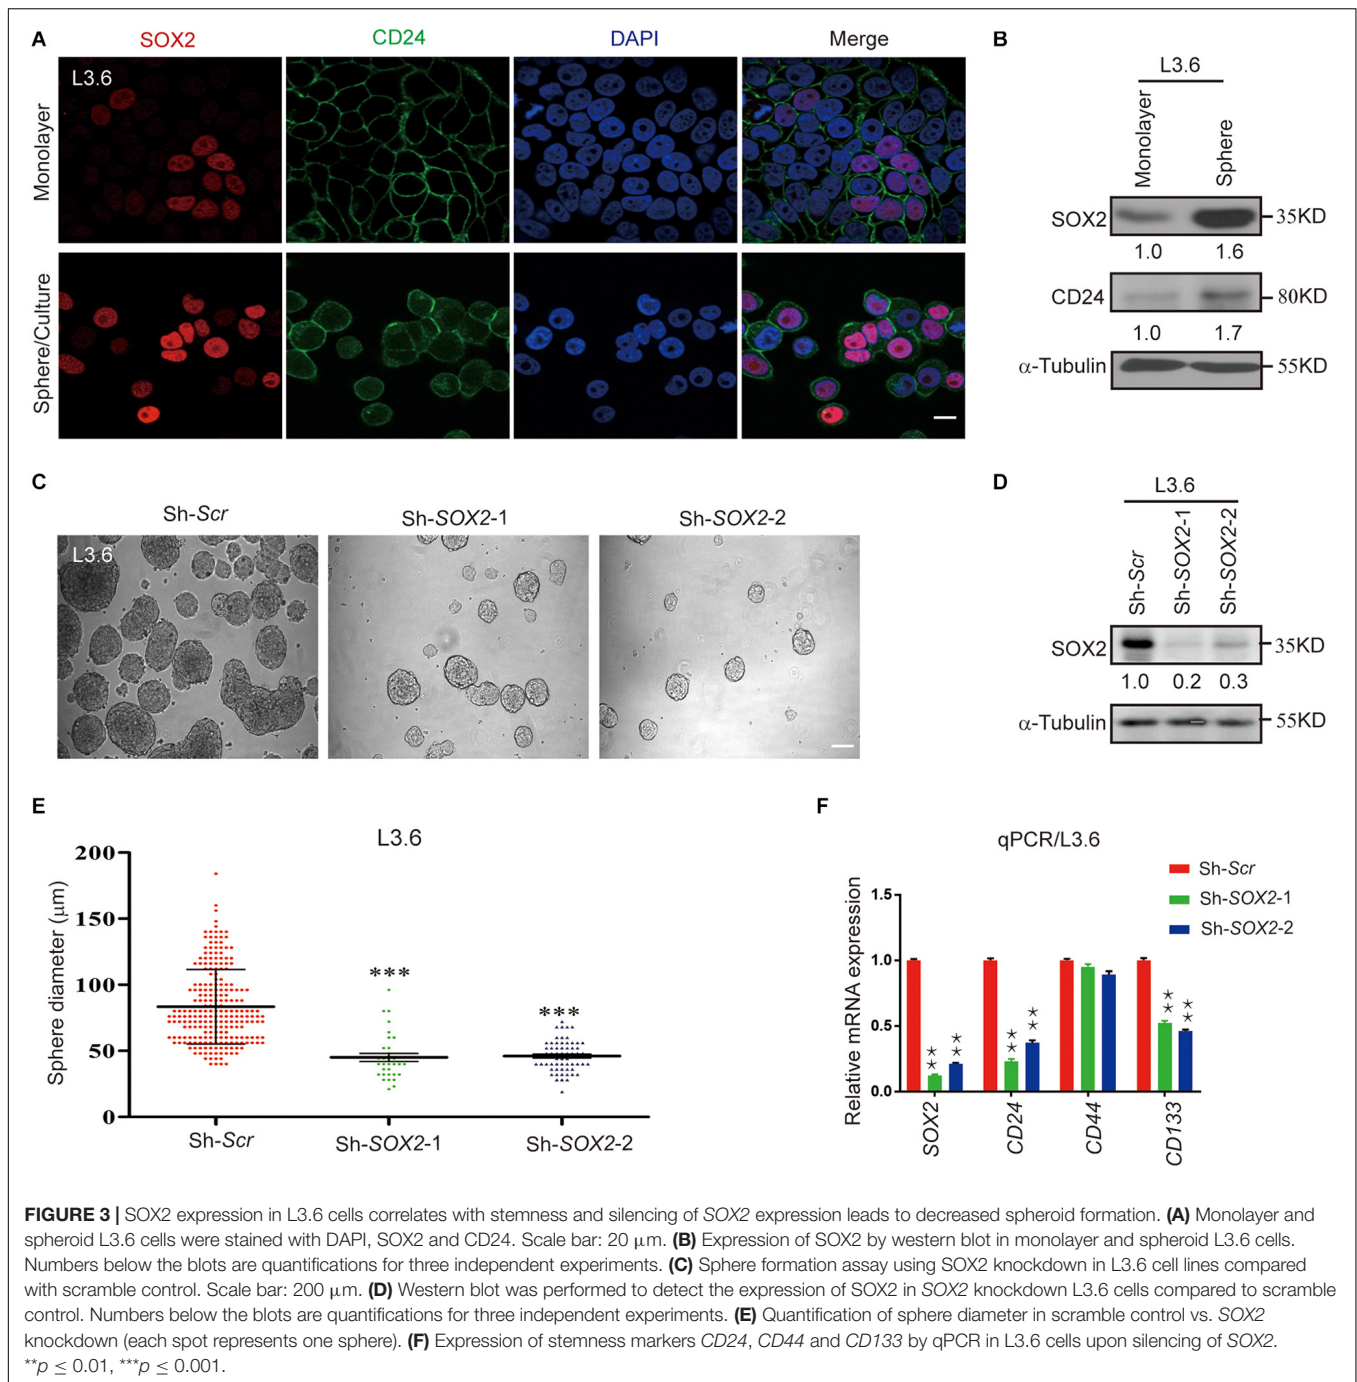 A
SOX2 CD24 DAPI Merge
L3.6
Monolayer
Sphere/Culture
B
L3.6
Monolayer Sphere
SOX2 35KD
1.0 1.6
CD24 80KD
1.0 1.7
α-Tubulin 55KD
C
Sh-Scr Sh-SOX2-1 Sh-SOX2-2
L3.6
D
L3.6
Sh-Scr Sh-SOX2-1 Sh-SOX2-2
SOX2 35KD
1.0 0.2 0.3
α-Tubulin 55KD
E
L3.6
Sphere diameter (μm)
200
150
100
50
0
***
***
Sh-Scr Sh-SOX2-1 Sh-SOX2-2
F
qPCR/L3.6
Sh-Scr
Sh-SOX2-1
Sh-SOX2-2
Relative mRNA expression
1.5
1.0
0.5
0.0
** ** ** ** ** **
SOX2 CD24 CD44 CD133
FIGURE 3 | SOX2 expression in L3.6 cells correlates with stemness and silencing of SOX2 expression leads to decreased spheroid formation. (A) Monolayer and
spheroid L3.6 cells were stained with DAPI, SOX2 and CD24. Scale bar: 20 μm. (B) Expression of SOX2 by western blot in monolayer and spheroid L3.6 cells.
Numbers below the blots are quantifications for three independent experiments. (C) Sphere formation assay using SOX2 knockdown in L3.6 cell lines compared
with scramble control. Scale bar: 200 μm. (D) Western blot was performed to detect the expression of SOX2 in SOX2 knockdown L3.6 cells compared to scramble
control. Numbers below the blots are quantifications for three independent experiments. (E) Quantification of sphere diameter in scramble control vs. SOX2
knockdown (each spot represents one sphere). (F) Expression of stemness markers CD24, CD44 and CD133 by qPCR in L3.6 cells upon silencing of SOX2.
**p ≤ 0.01, ***p ≤ 0.001.